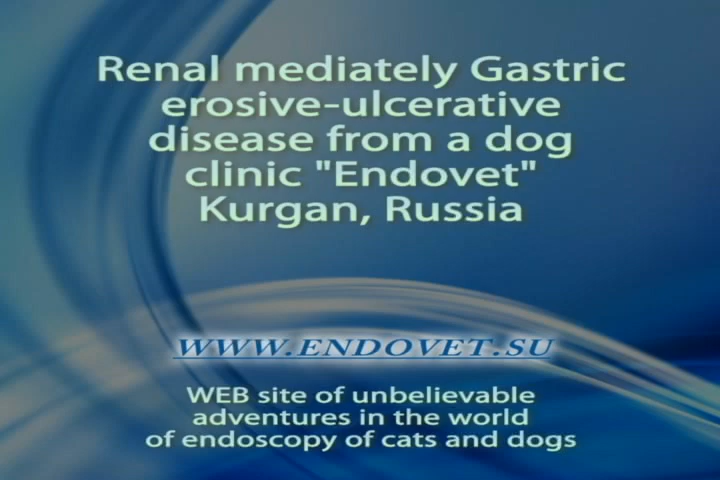 Renal mediately Gastric
erosive-ulcerative
disease from a dog
clinic "Endovet"
Kurgan, Russia
WWW.ENDOVET.SU
WEB site of unbelievable
adventures in the world
of endoscopy of cats and dogs